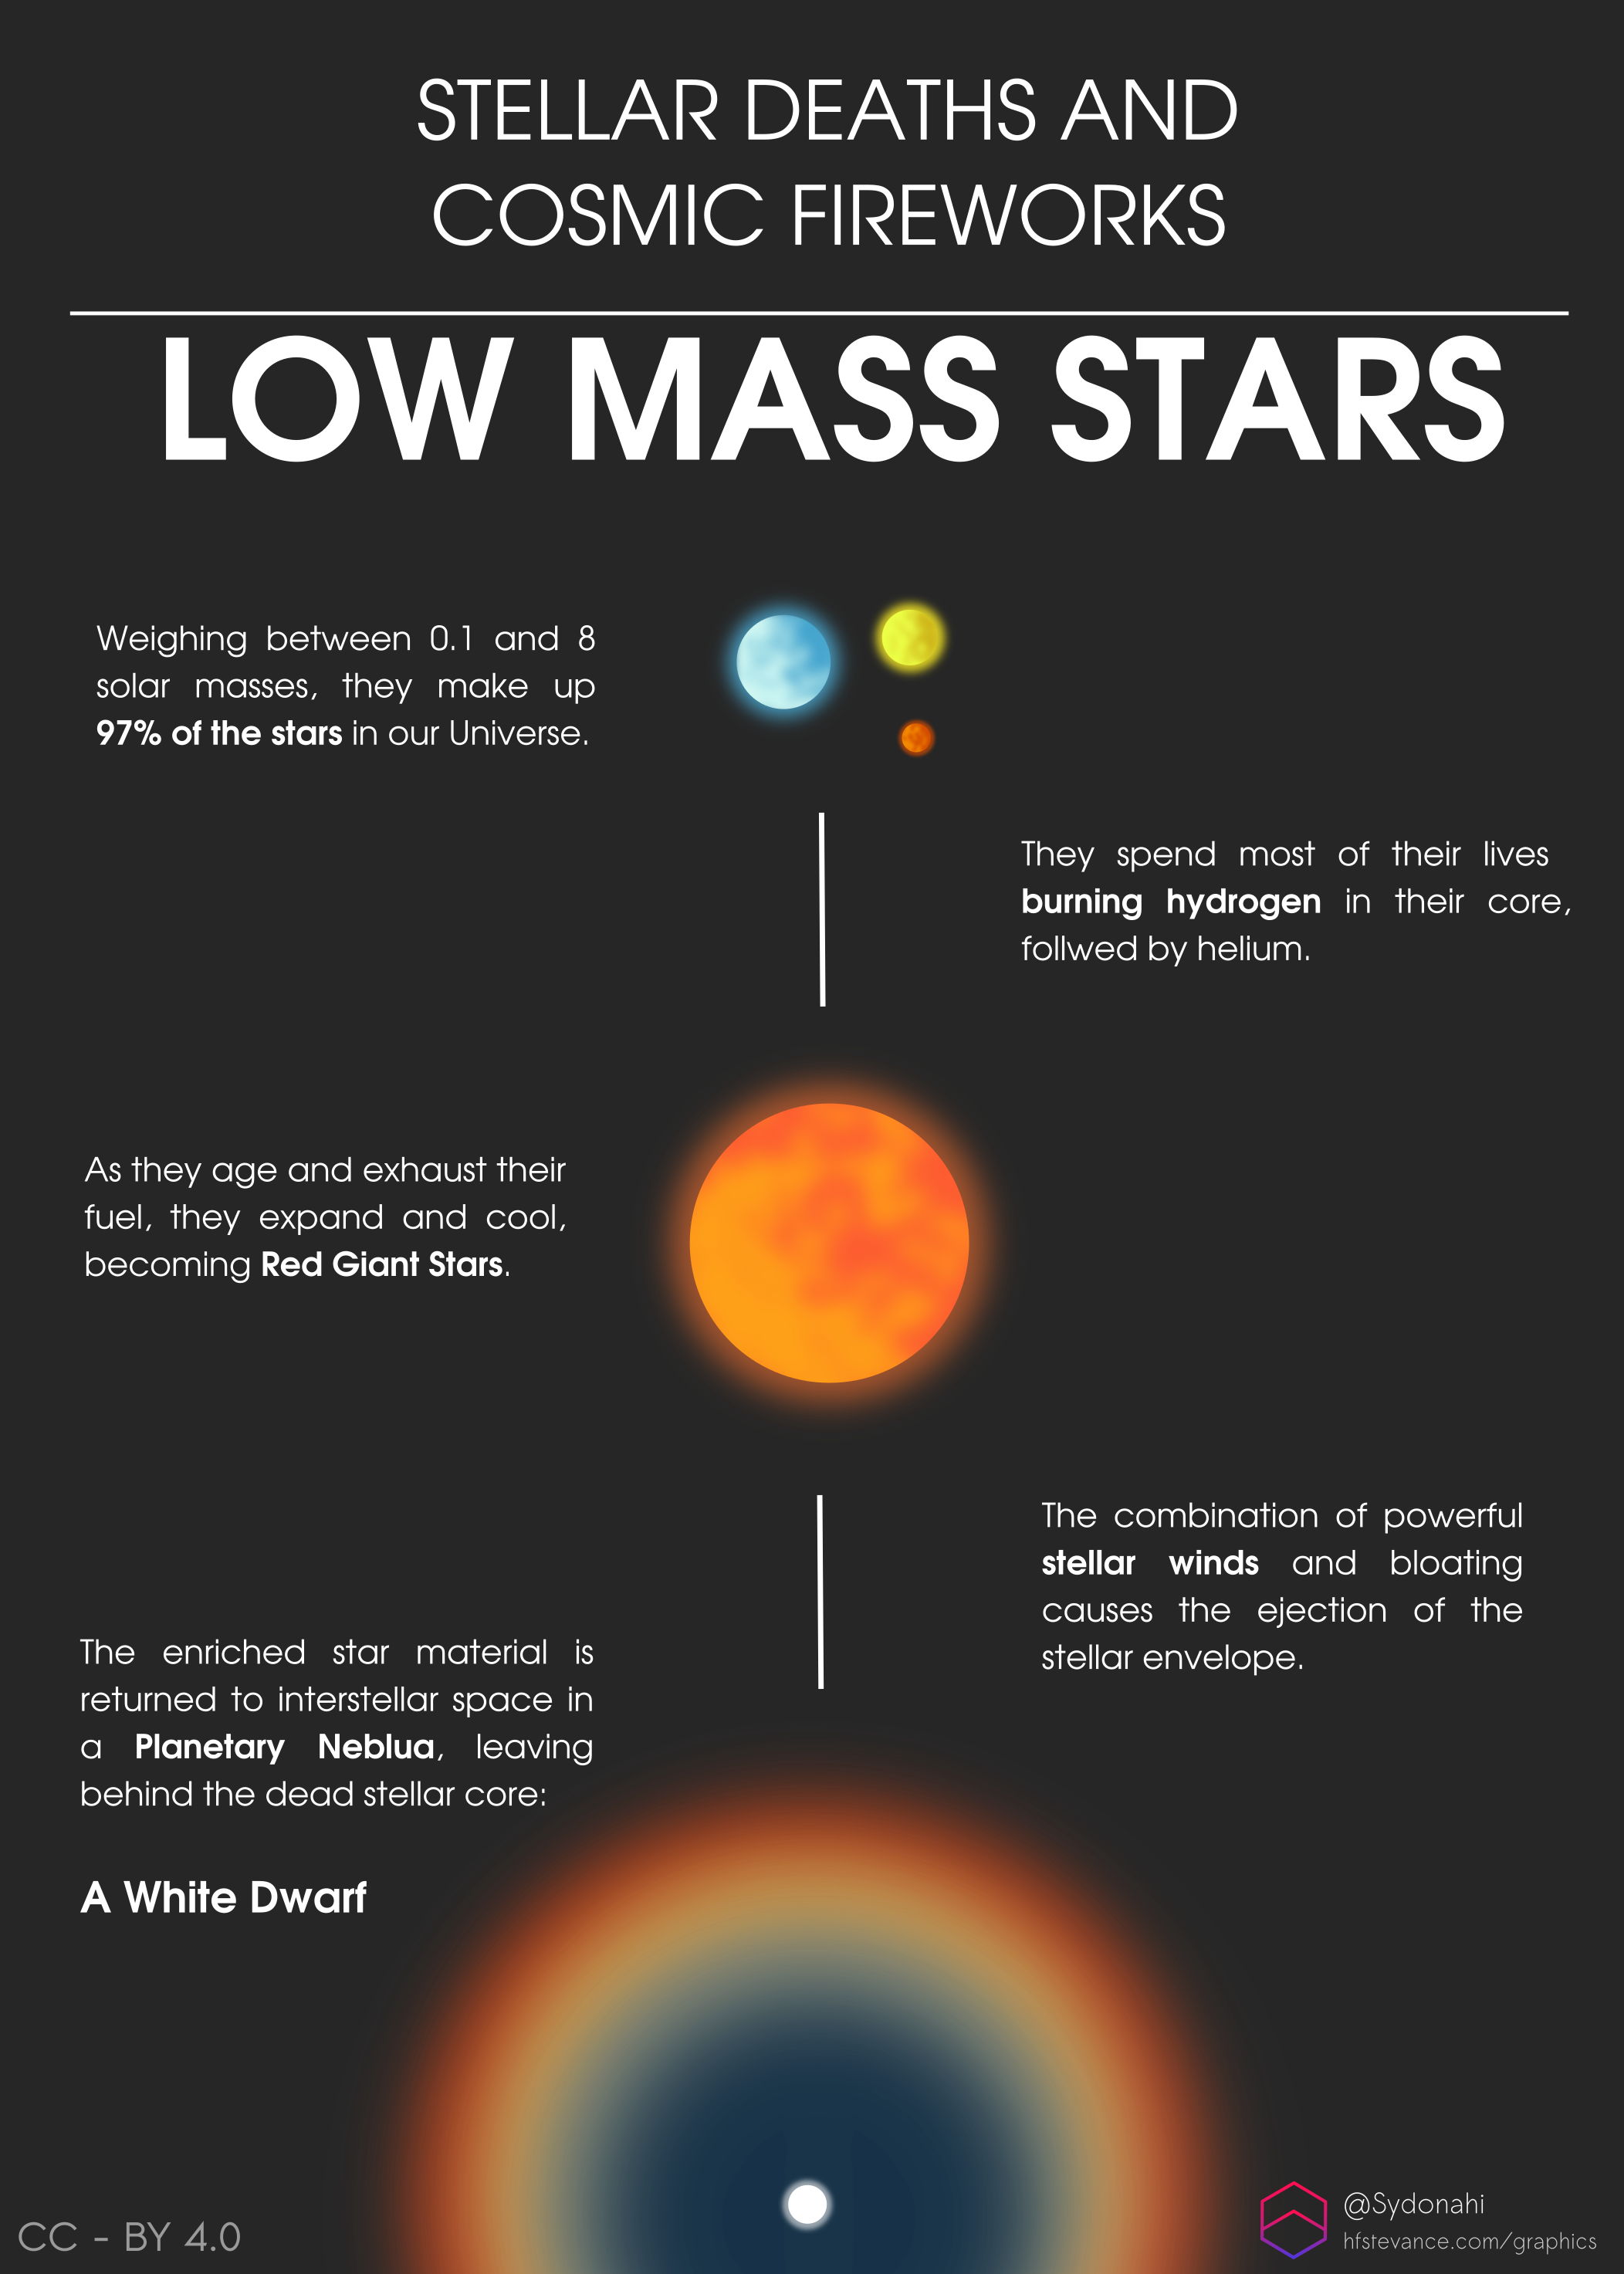 STELLAR DEATHS AND
COSMIC FIREWORKS
LOW MASS STARS
Weighing between 0.1 and 8
solar masses, they make up
97% of the stars in our Universe.
They spend most of their lives
burning hydrogen in their core,
follwed by helium.
As they age and exhaust their
fuel, they expand and cool,
becoming Red Giant Stars.
The combination of powerful
stellar winds and bloating
causes the ejection of the
stellar envelope.
The enriched star material is
returned to interstellar space in
a Planetary Neblua, leaving
behind the dead stellar core:
A White Dwarf
CC - BY 4.0
@Sydonahi
hfstevance.com/graphics